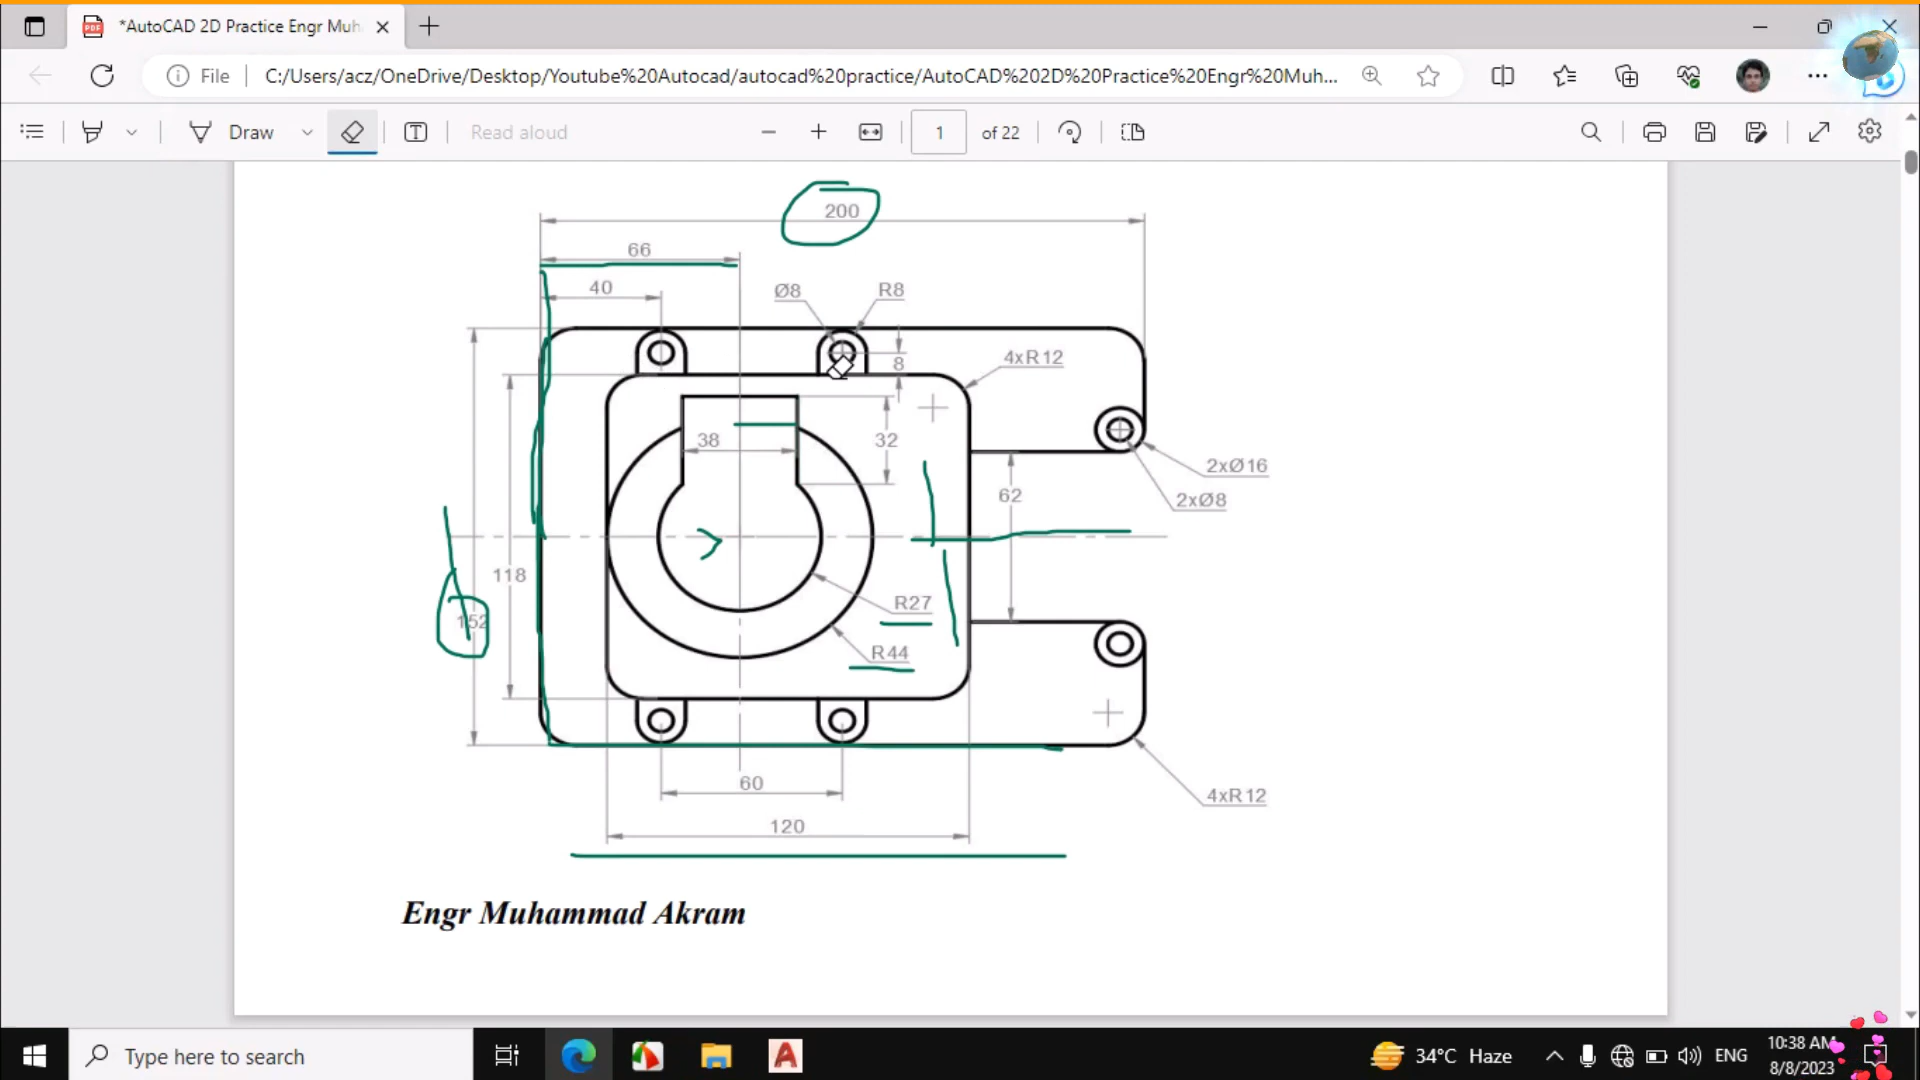 *AutoCAD 2D Practice Engr Muh
File
C:/Users/acz/OneDrive/Desktop/Youtube%20Autocad/autocad%20practice/AutoCAD%202D%20Practice%20Engr%20Muh...
Draw
Read aloud
1
of 22
200
66
40
Ø8
R8
8
4xR12
38
32
2xØ16
62
2xØ8
118
152
R27
R44
60
4xR12
120
Engr Muhammad Akram
Type here to search
34°C Haze
ENG
10:38 AM
8/8/2023